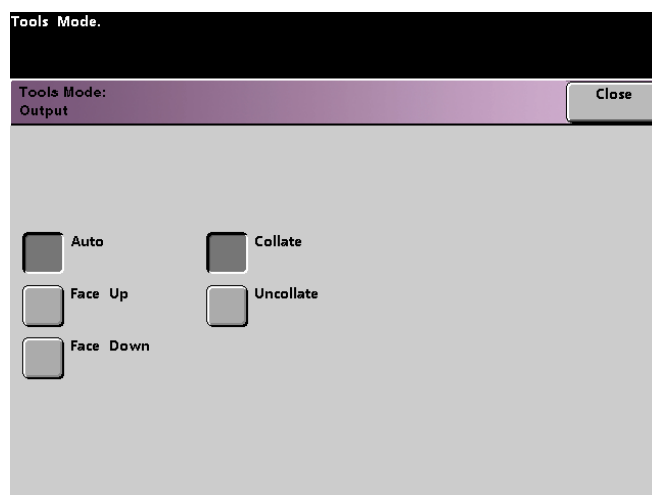 Tools Mode.
Tools Mode:
Output
Close
Auto
Collate
Face Up
Uncollate
Face Down